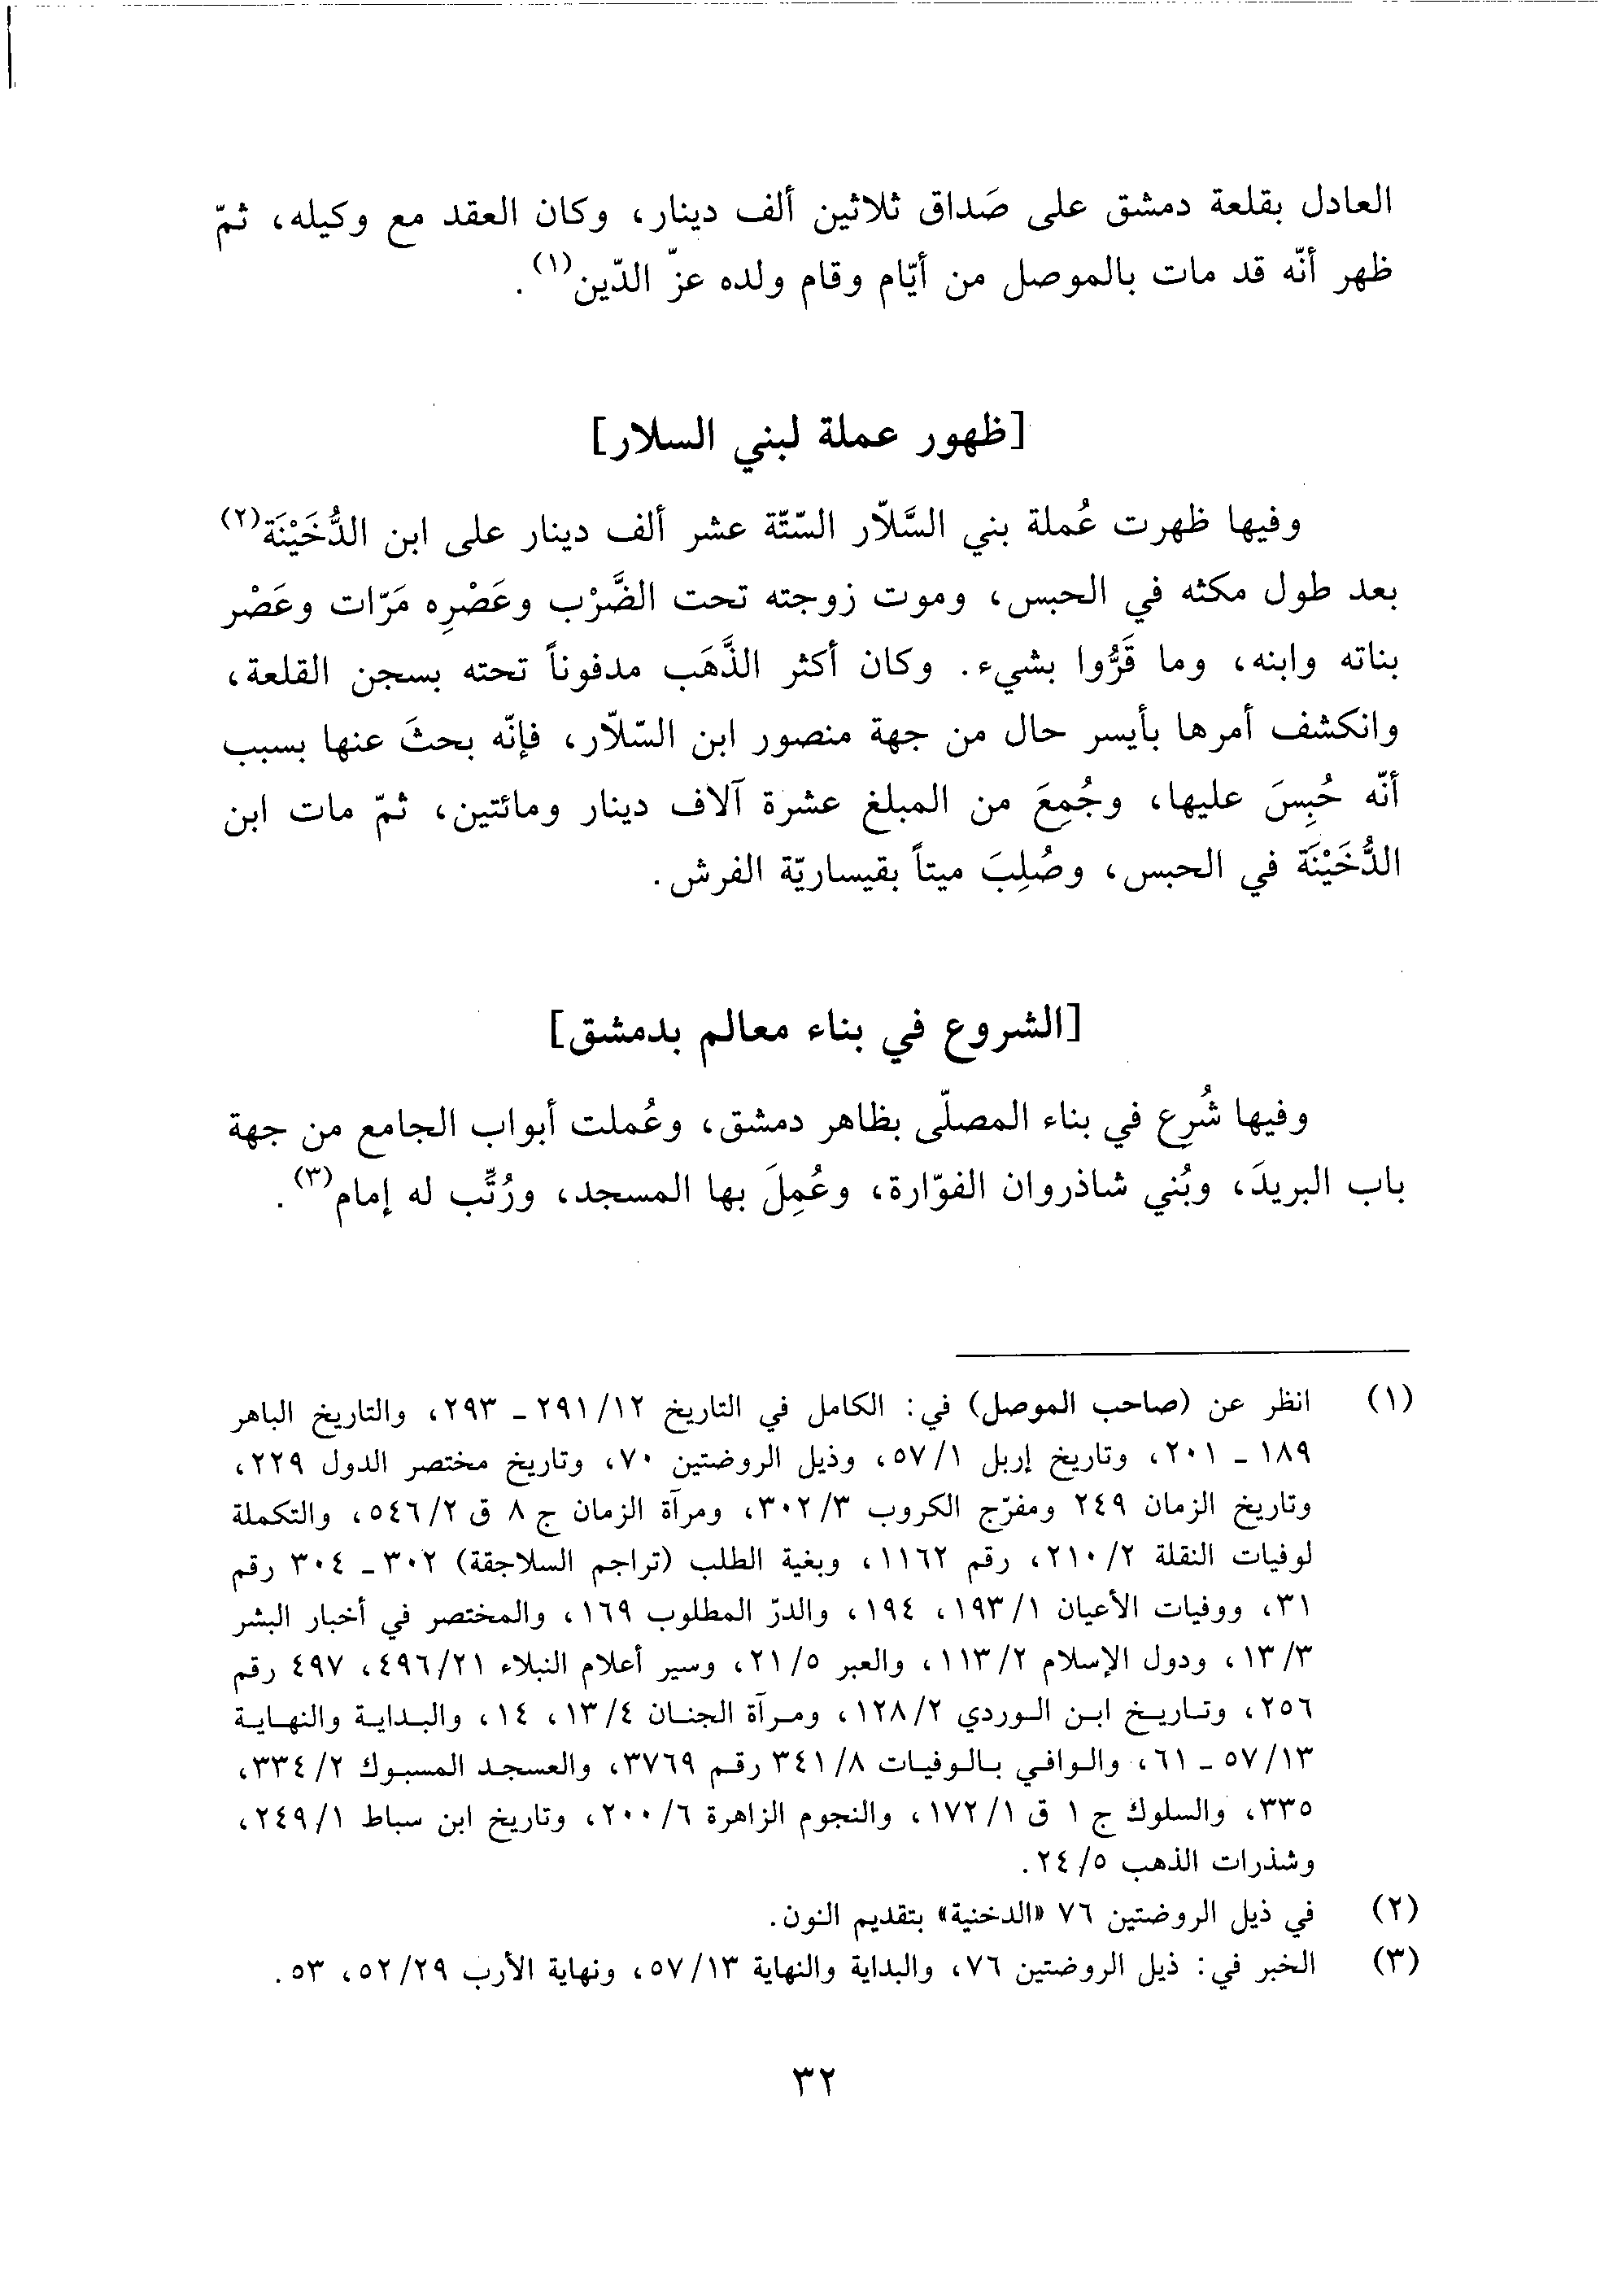 العادل بقلعة دمشق على صَداق ثلاثين ألف دينار، وكان العقد مع وكيله، ثمّ
ظهر أنّه قد مات بالموصل من أيّام وقام ولده عزّ الدّين(١).
[ظهور عملة لبني السلار]
وفيها ظهرت عُملة بني السَّلاّر السّتّة عشر ألف دينار على ابن الدُّخَيْنَة(٢)
بعد طول مكثه في الحبس، وموت زوجته تحت الضَّرْب وعَصْرِه مَرّات وعَصْر
بناته وابنه، وما قَرُّوا بشيء. وكان أكثر الذَّهَب مدفوناً تحته بسجن القلعة،
وانكشف أمرها بأيسر حال من جهة منصور ابن السّلاّر، فإنّه بحثَ عنها بسبب
أنّه حُبِسَ عليها، وجُمِعَ من المبلغ عشرة آلاف دينار ومائتين، ثمّ مات ابن
الدُّخَيْنَة في الحبس، وصُلِبَ ميتاً بقيساريّة الفرش.
[الشروع في بناء معالم بدمشق]
وفيها شُرِع في بناء المصلّى بظاهر دمشق، وعُملت أبواب الجامع من جهة
باب البريدَ، وبُني شاذروان الفوّارة، وعُمِلَ بها المسجد، ورُتِّب له إمام(٣).
(١) انظر عن (صاحب الموصل) في: الكامل في التاريخ ١٢/ ٢٩١ ـ ٢٩٣، والتاريخ الباهر
١٨٩ ـ ٢٠١، وتاريخ إربل ١/ ٥٧، وذيل الروضتين ٧٠، وتاريخ مختصر الدول ٢٢٩،
وتاريخ الزمان ٢٤٩ ومفرّج الكروب ٣/ ٣٠٢، ومرآة الزمان ج ٨ ق ٢/ ٥٤٦، والتكملة
لوفيات النقلة ٢/ ٢١٠، رقم ١١٦٢، وبغية الطلب (تراجم السلاجقة) ٣٠٢ ـ ٣٠٤ رقم
٣١، ووفيات الأعيان ١/ ١٩٣، ١٩٤، والدرّ المطلوب ١٦٩، والمختصر في أخبار البشر
٣/ ١٣، ودول الإسلام ٢/ ١١٣، والعبر ٥/ ٢١، وسير أعلام النبلاء ٢١/ ٤٩٦، ٤٩٧ رقم
٢٥٦، وتاريخ ابن الوردي ٢/ ١٢٨، ومرآة الجنان ٤/ ١٣، ١٤، والبداية والنهاية
١٣/ ٥٧ ـ ٦١، والوافي بالوفيات ٨/ ٣٤١ رقم ٣٧٦٩، والعسجد المسبوك ٢/ ٣٣٤،
٣٣٥، والسلوك ج ١ ق ١/ ١٧٢، والنجوم الزاهرة ٦/ ٢٠٠، وتاريخ ابن سباط ١/ ٢٤٩،
وشذرات الذهب ٥/ ٢٤.
(٢) في ذيل الروضتين ٧٦ «الدخنية» بتقديم النون.
(٣) الخبر في: ذيل الروضتين ٧٦، والبداية والنهاية ١٣/ ٥٧، ونهاية الأرب ٢٩/ ٥٢، ٥٣.
٣٢